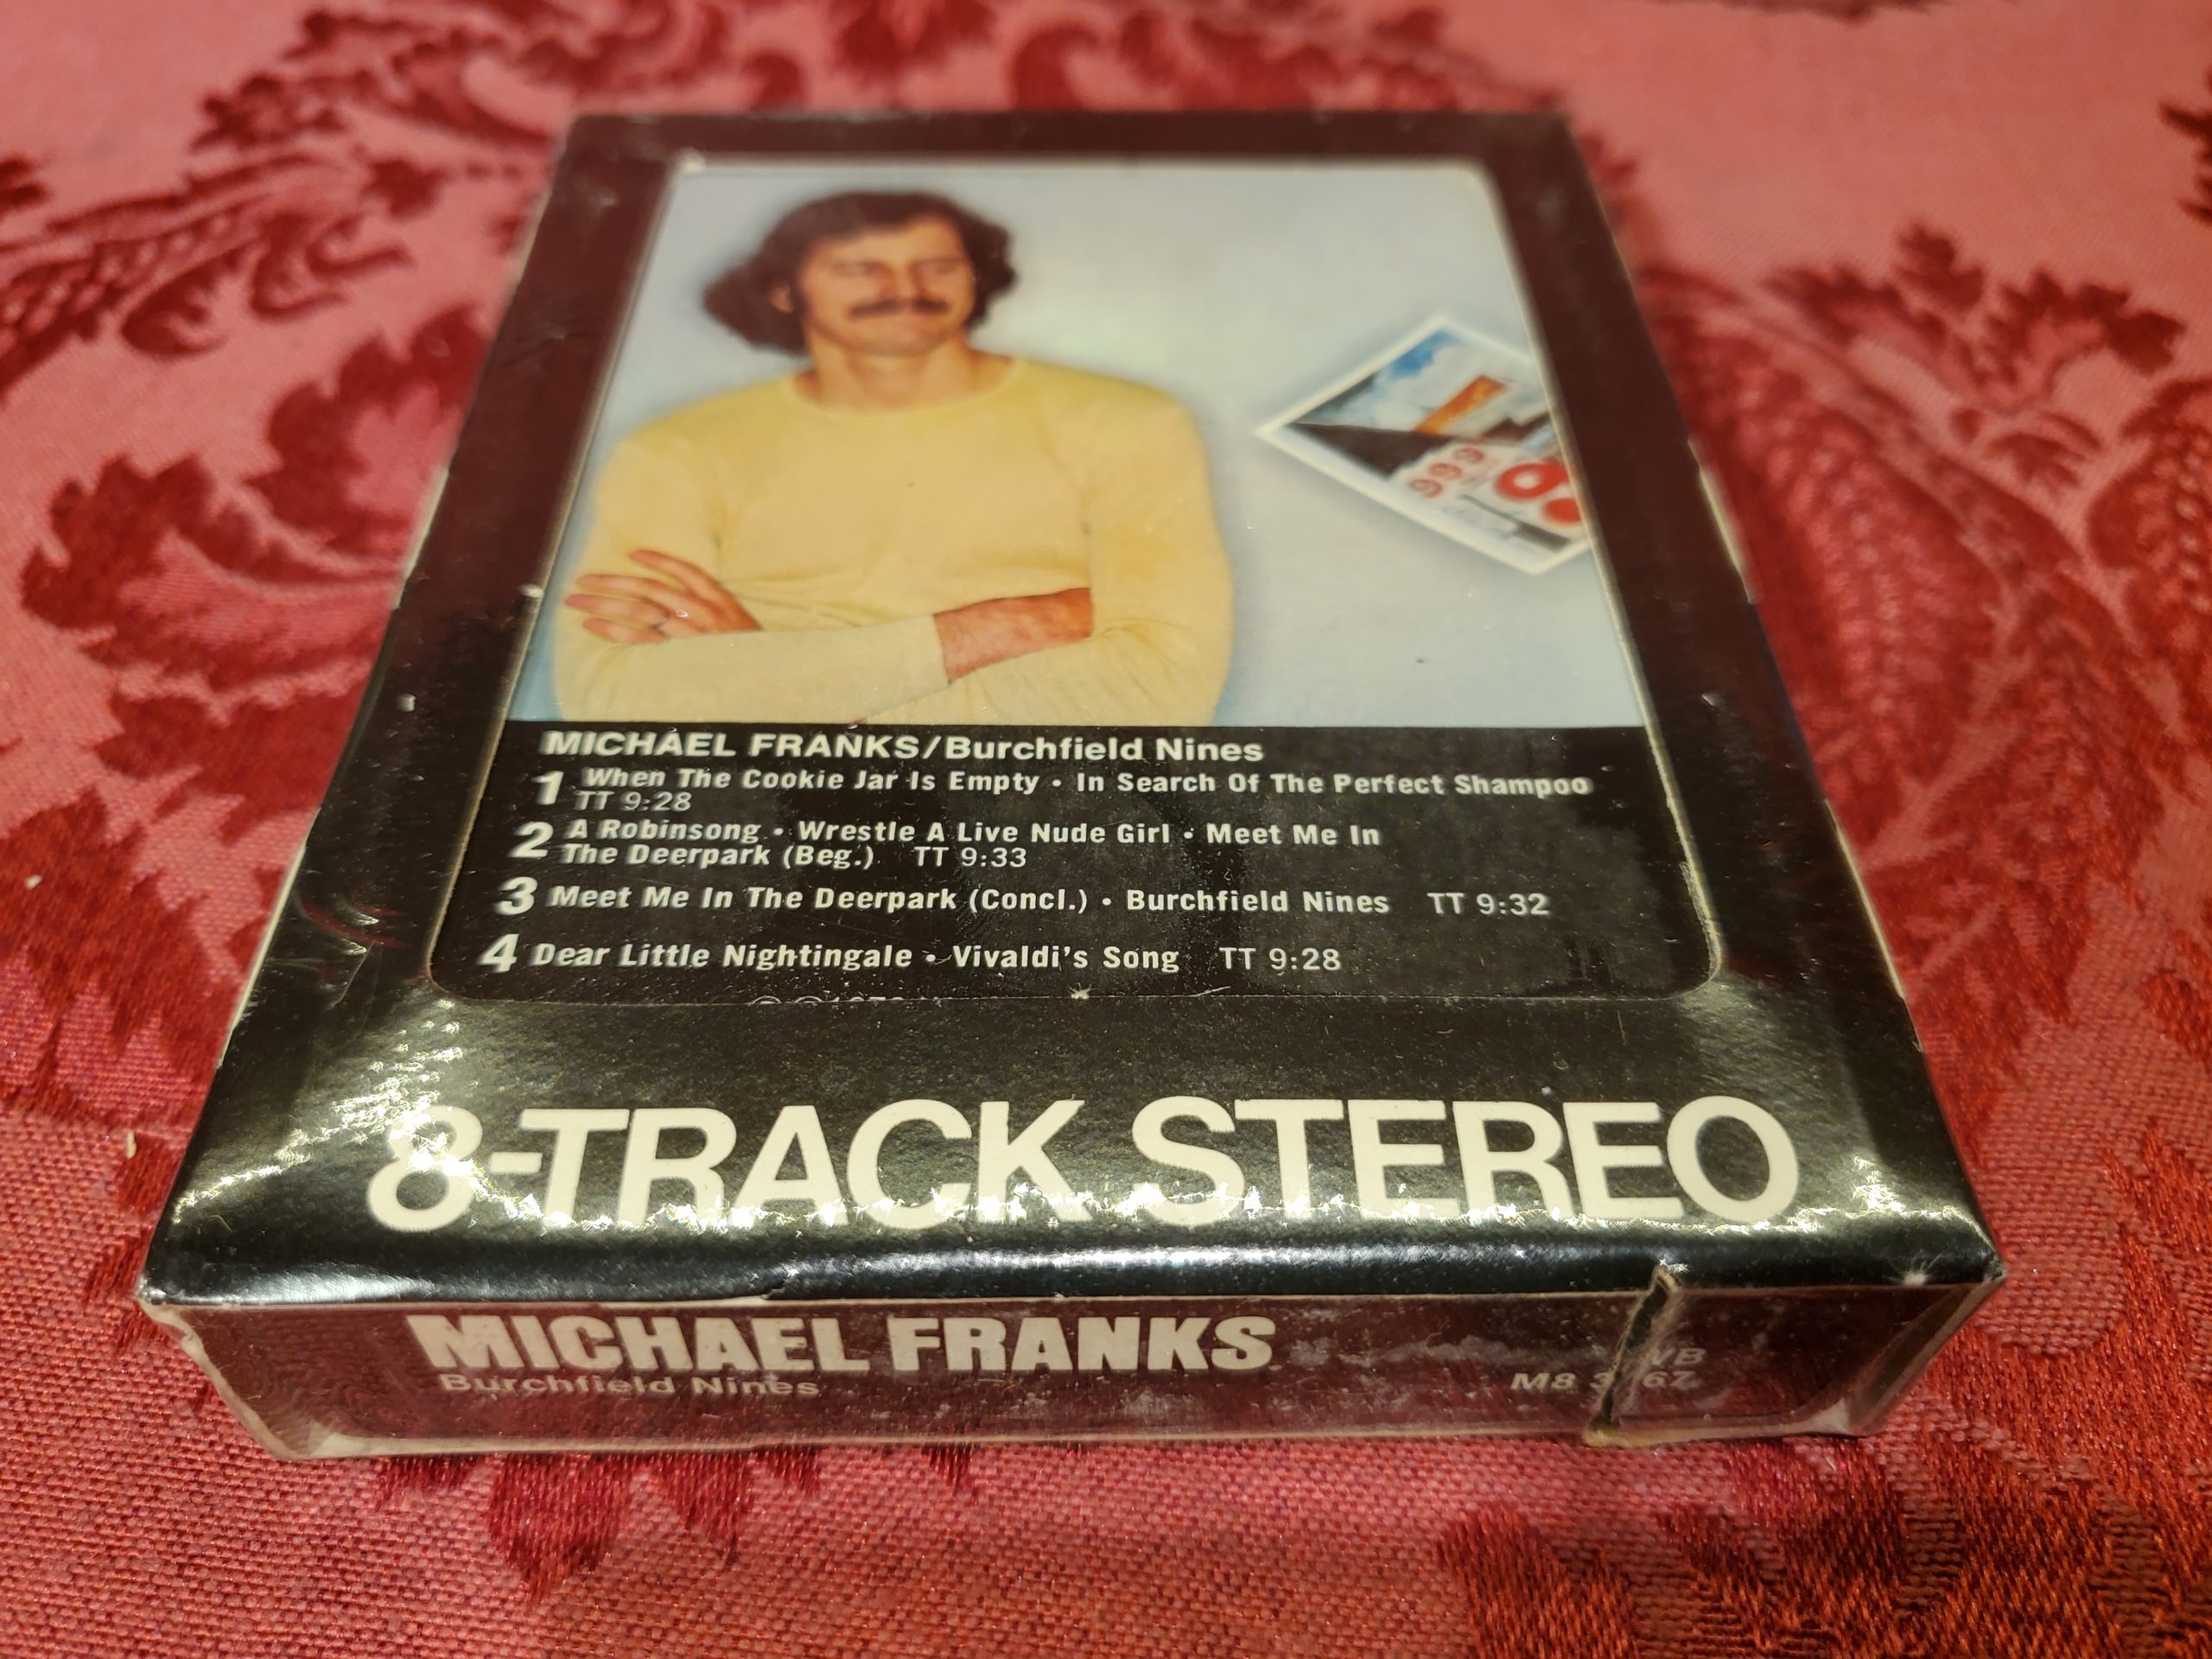 999
MICHAEL FRANKS/Burchfield Nines
1 When The Cookie Jar Is Empty • In Search Of The Perfect Shampoo
TT 9:28
2 A Robinsong • Wrestle A Live Nude Girl • Meet Me In
The Deerpark (Beg.) TT 9:33
3 Meet Me In The Deerpark (Concl.) • Burchfield Nines TT 9:32
4 Dear Little Nightingale • Vivaldi's Song TT 9:28
8-TRACK STEREO
MICHAEL FRANKS
Burchfield Nines
WB
M8